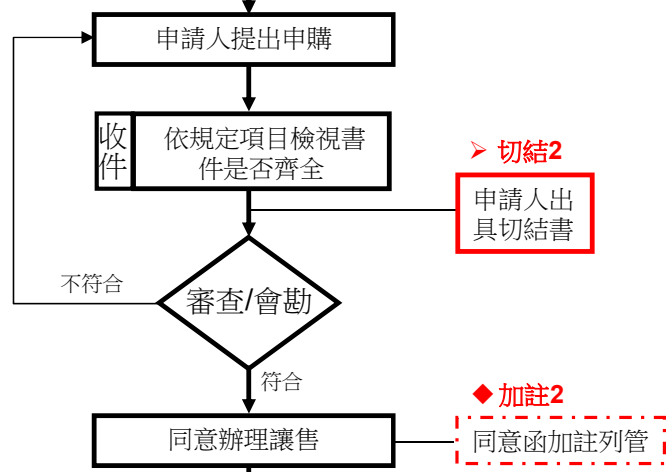 申請人提出申購
收件
依規定項目檢視書
件是否齊全
➢ 切結2
申請人出
具切結書
不符合
審查/會勘
符合
◆ 加註2
同意辦理讓售
同意函加註列管